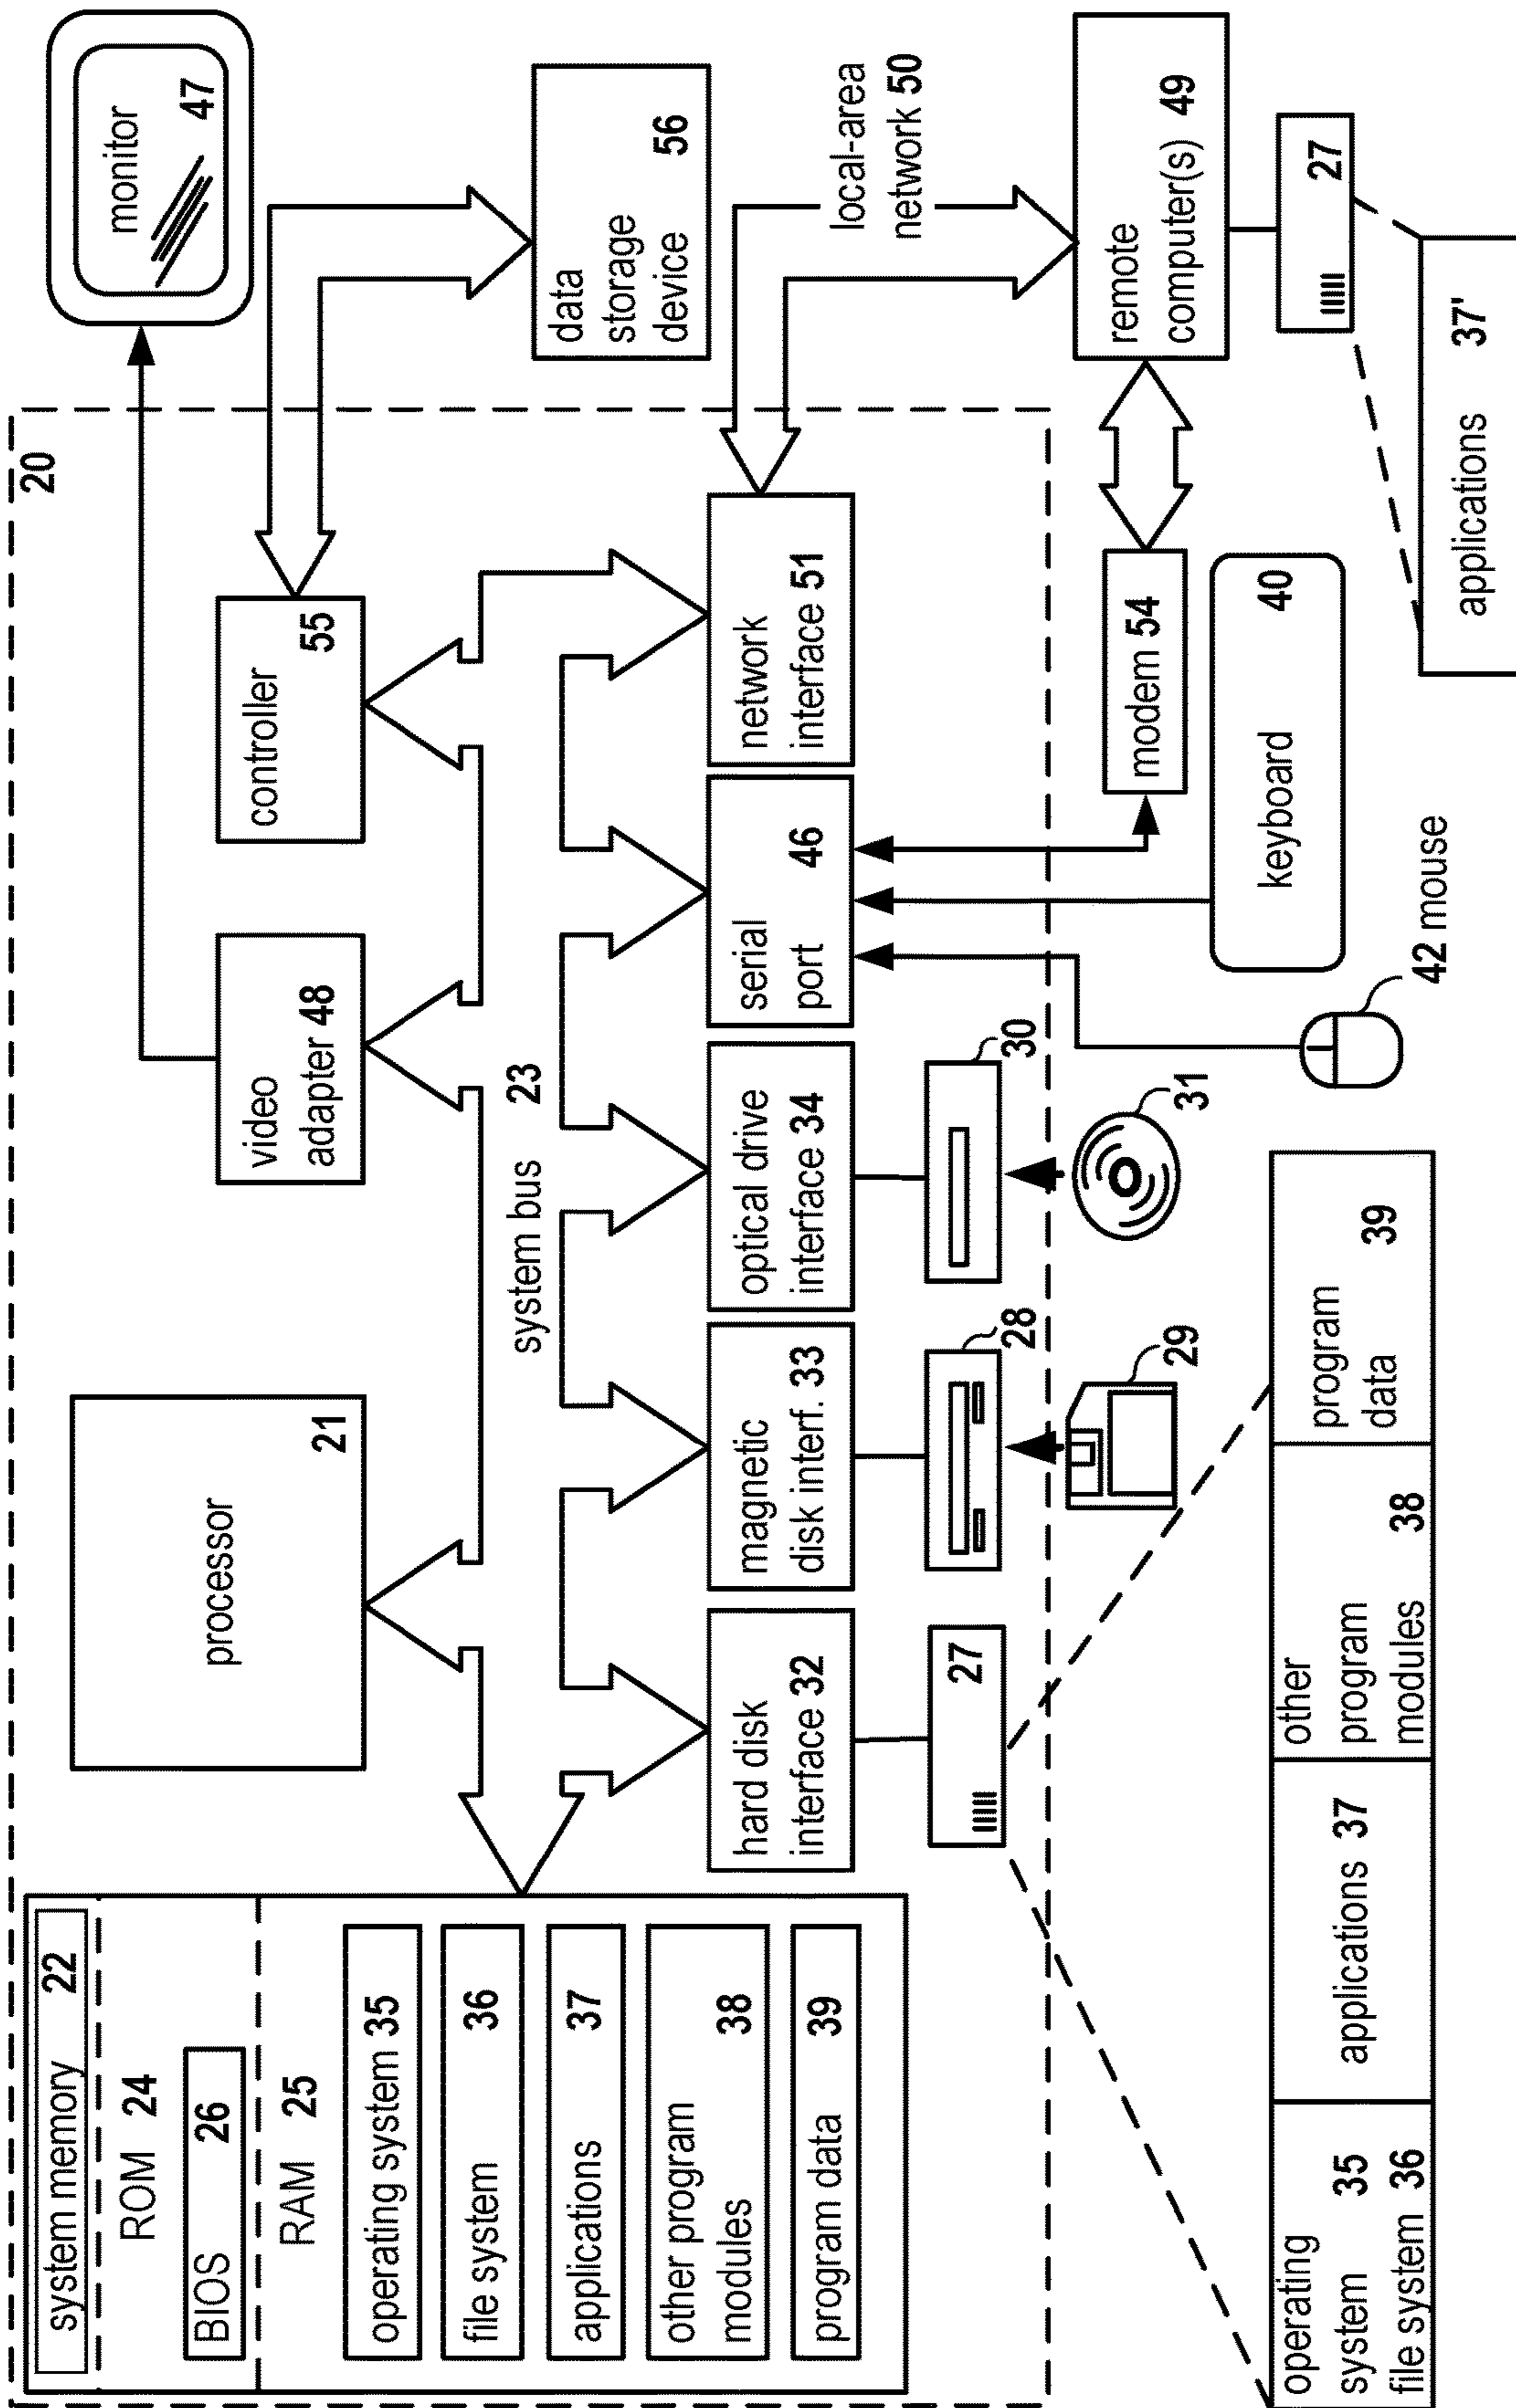 20
system memory 22
ROM 24
BIOS 26
RAM 25
operating system 35
file system 36
applications 37
other program
modules 38
program data 39
processor
21
video
adapter 48
controller
55
monitor
47
system bus 23
data
storage
device 56
hard disk
interface 32
magnetic
disk interf. 33
optical drive
interface 34
serial
port 46
network
interface 51
local-area
network 50
27
28
30
29
31
modem 54
remote
computer(s) 49
27
keyboard 40
42 mouse
operating
system 35
file system 36
applications 37
other
program
modules 38
program
data 39
applications 37'